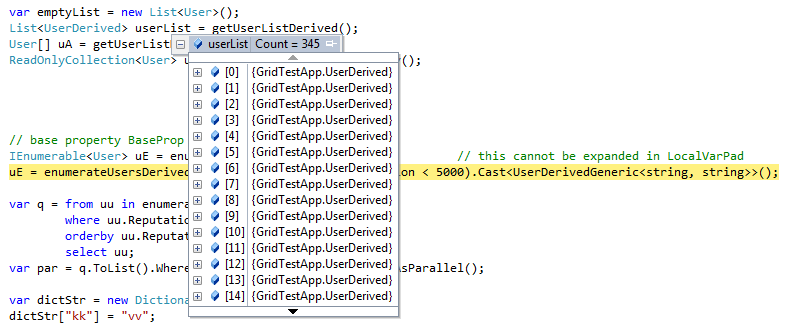 var emptyList = new List<User>();
List<UserDerived> userList = getUserListDerived();
User[] uA = getUserList
userList Count = 345
ReadOnlyCollection<User> u ();
[0] {GridTestApp.UserDerived}
[1] {GridTestApp.UserDerived}
[2] {GridTestApp.UserDerived}
[3] {GridTestApp.UserDerived}
[4] {GridTestApp.UserDerived}
[5] {GridTestApp.UserDerived}
[6] {GridTestApp.UserDerived}
[7] {GridTestApp.UserDerived}
[8] {GridTestApp.UserDerived}
[9] {GridTestApp.UserDerived}
[10] {GridTestApp.UserDerived}
[11] {GridTestApp.UserDerived}
[12] {GridTestApp.UserDerived}
[13] {GridTestApp.UserDerived}
[14] {GridTestApp.UserDerived}
// base property BaseProp
IEnumerable<User> uE = enu // this cannot be expanded in LocalVarPad
uE = enumerateUsersDerived ion < 5000).Cast<UserDerivedGeneric<string, string>>();
var q = from uu in enumera
where uu.Reputatio
orderby uu.Reputat
select uu;
var par = q.ToList().Where AsParallel();
var dictStr = new Dictiona
dictStr["kk"] = "vv";